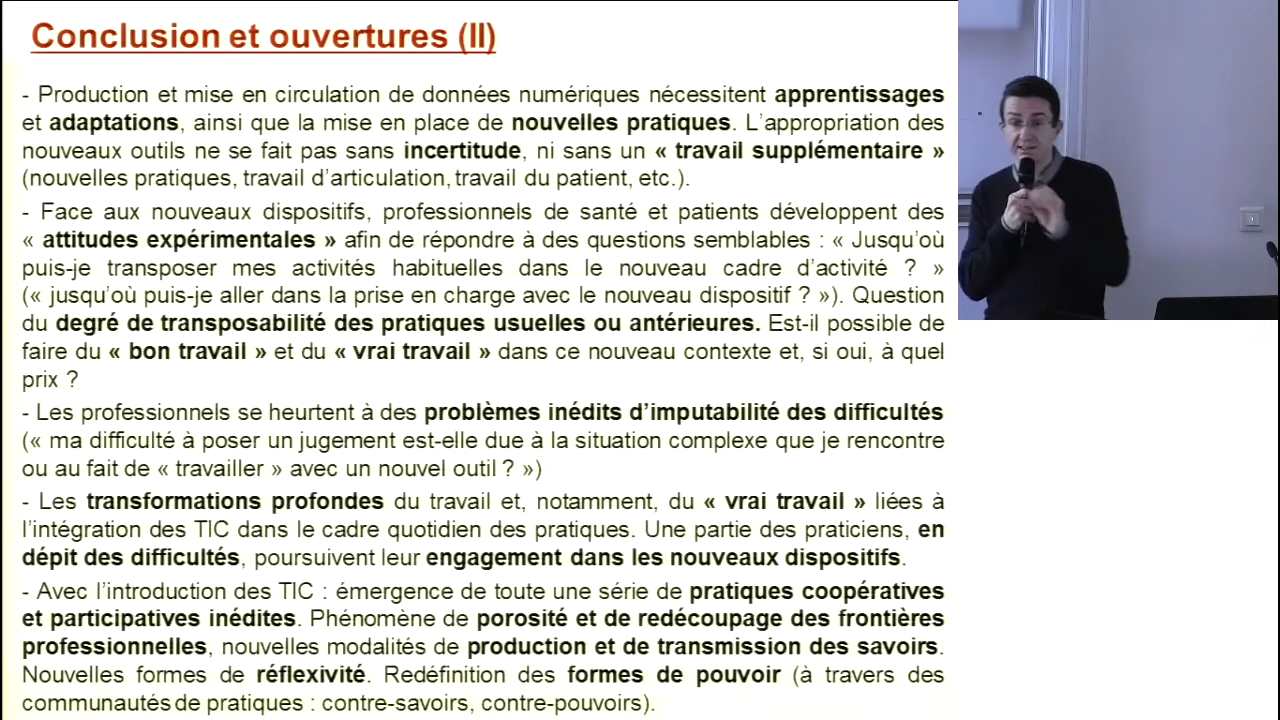 Conclusion et ouvertures (II)
- Production et mise en circulation de données numériques nécessitent apprentissages
et adaptations, ainsi que la mise en place de nouvelles pratiques. L’appropriation des
nouveaux outils ne se fait pas sans incertitude, ni sans un « travail supplémentaire »
(nouvelles pratiques, travail d’articulation, travail du patient, etc.).
- Face aux nouveaux dispositifs, professionnels de santé et patients développent des
« attitudes expérimentales » afin de répondre à des questions semblables : « Jusqu’où
puis-je transposer mes activités habituelles dans le nouveau cadre d’activité ? »
(« jusqu’où puis-je aller dans la prise en charge avec le nouveau dispositif ? »). Question
du degré de transposabilité des pratiques usuelles ou antérieures. Est-il possible de
faire du « bon travail » et du « vrai travail » dans ce nouveau contexte et, si oui, à quel
prix ?
- Les professionnels se heurtent à des problèmes inédits d’imputabilité des difficultés
(« ma difficulté à poser un jugement est-elle due à la situation complexe que je rencontre
ou au fait de « travailler » avec un nouvel outil ? »)
- Les transformations profondes du travail et, notamment, du « vrai travail » liées à
l’intégration des TIC dans le cadre quotidien des pratiques. Une partie des praticiens, en
dépit des difficultés, poursuivent leur engagement dans les nouveaux dispositifs.
- Avec l’introduction des TIC : émergence de toute une série de pratiques coopératives
et participatives inédites. Phénomène de porosité et de redécoupage des frontières
professionnelles, nouvelles modalités de production et de transmission des savoirs.
Nouvelles formes de réflexivité. Redéfinition des formes de pouvoir (à travers des
communautés de pratiques : contre-savoirs, contre-pouvoirs).